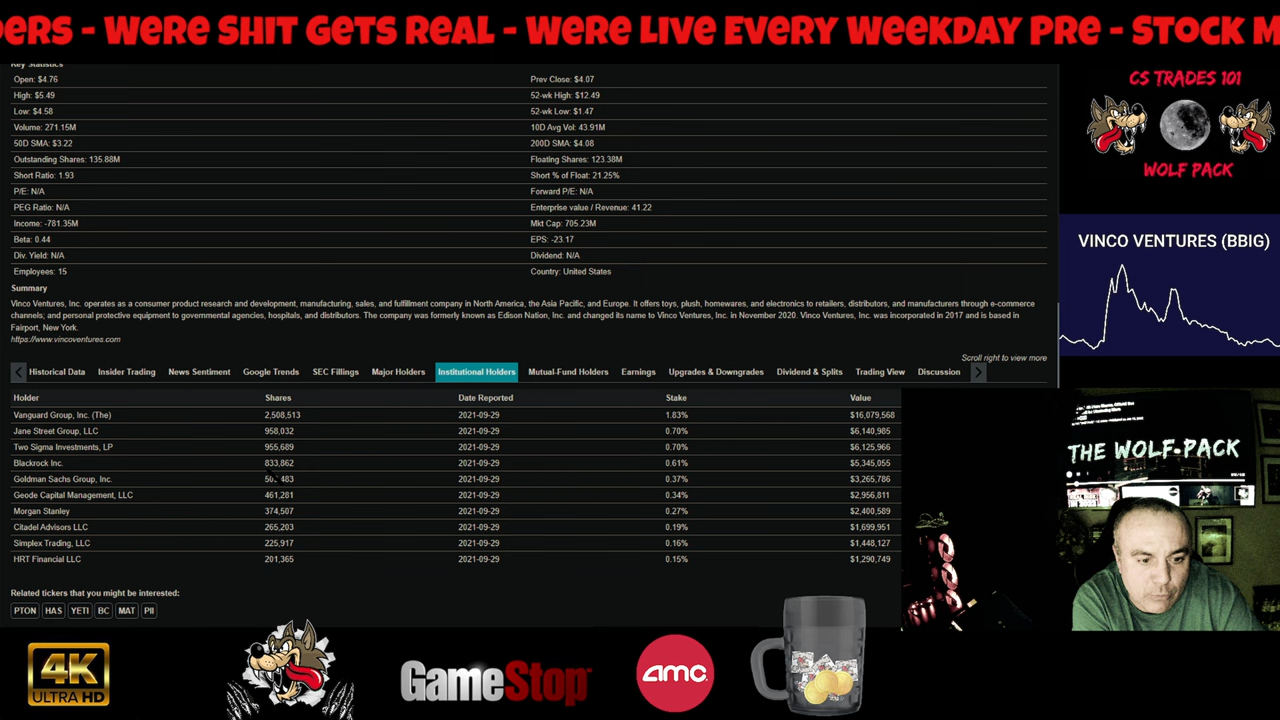 DERS - WERE SHIT GETS REAL - WERE LIVE EVERY WEEKDAY PRE - STOCK M
Key Statistics
Open: $4.76 Prev Close: $4.07
High: $5.49 52-wk High: $12.49
Low: $4.58 52-wk Low: $1.47
Volume: 271.15M 10D Avg Vol: 43.91M
50D SMA: $3.22 200D SMA: $4.08
Outstanding Shares: 135.88M Floating Shares: 123.38M
Short Ratio: 1.93 Short % of Float: 21.25%
P/E: N/A Forward P/E: N/A
PEG Ratio: N/A Enterprise value / Revenue: 41.22
Income: -781.35M Mkt Cap: 705.23M
Beta: 0.44 EPS: -23.17
Div. Yield: N/A Dividend: N/A
Employees: 15 Country: United States
Summary
Vinco Ventures, Inc. operates as a consumer product research and development, manufacturing, sales, and fulfillment company in North America, the Asia Pacific, and Europe. It offers toys, plush, homewares, and electronics to retailers, distributors, and manufacturers through e-commerce
channels; and personal protective equipment to governmental agencies, hospitals, and distributors. The company was formerly known as Edison Nation, Inc. and changed its name to Vinco Ventures, Inc. in November 2020. Vinco Ventures, Inc. was incorporated in 2017 and is based in
Fairport, New York.
https://www.vincoventures.com
Scroll right to view more
Historical Data Insider Trading News Sentiment Google Trends SEC Fillings Major Holders Institutional Holders Mutual-Fund Holders Earnings Upgrades & Downgrades Dividend & Splits Trading View Discussion
Holder Shares Date Reported Stake Value
Vanguard Group, Inc. (The) 2,508,513 2021-09-29 1.83% $16,079,568
Jane Street Group, LLC 958,032 2021-09-29 0.70% $6,140,985
Two Sigma Investments, LP 955,689 2021-09-29 0.70% $6,125,966
Blackrock Inc. 833,862 2021-09-29 0.61% $5,345,055
Goldman Sachs Group, Inc. 2021-09-29 0.37% $3,265,786
Geode Capital Management, LLC 461,281 2021-09-29 0.34% $2,956,811
Morgan Stanley 374,507 2021-09-29 0.27% $2,400,589
Citadel Advisors LLC 265,203 2021-09-29 0.19% $1,699,951
Simplex Trading, LLC 225,917 2021-09-29 0.16% $1,448,127
HRT Financial LLC 201,365 2021-09-29 0.15% $1,290,749
Related tickers that you might be interested:
PTON HAS YETI BC MAT PII
CS TRADES 101
WOLF PACK
VINCO VENTURES (BBIG)
THE WOLF-PACK
4K
ULTRA HD
GameStop
amc